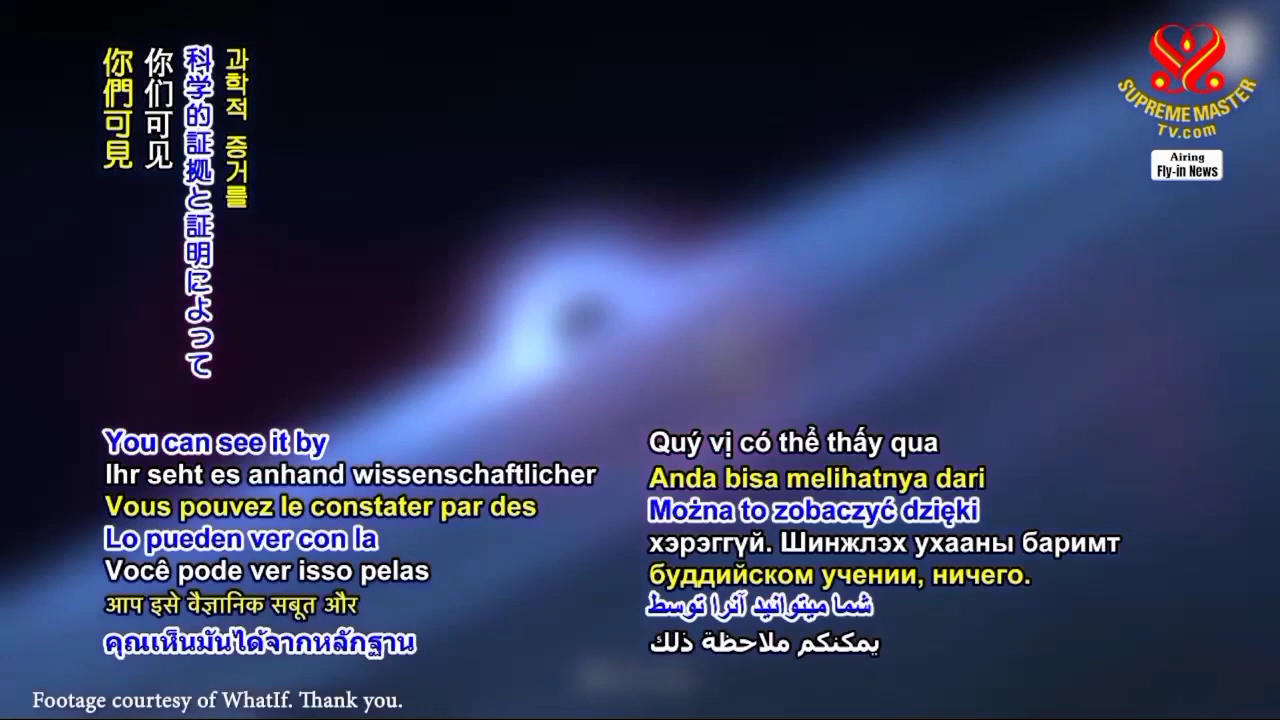 你們可見
你们可见
科学的証拠と証明によって
과학적 증거를
SUPREME MASTER
TV.com
Airing
Fly-in News
You can see it by
Ihr seht es anhand wissenschaftlicher
Vous pouvez le constater par des
Lo pueden ver con la
Você pode ver isso pelas
आप इसे वैज्ञानिक सबूत और
คุณเห็นมันได้จากหลักฐาน
Quý vị có thể thấy qua
Anda bisa melihatnya dari
Można to zobaczyć dzięki
хэрэггүй. Шинжлэх ухааны баримт
буддийском учении, ничего.
شما میتوانید آنرا توسط
يمكنكم ملاحظة ذلك
Footage courtesy of WhatIf. Thank you.